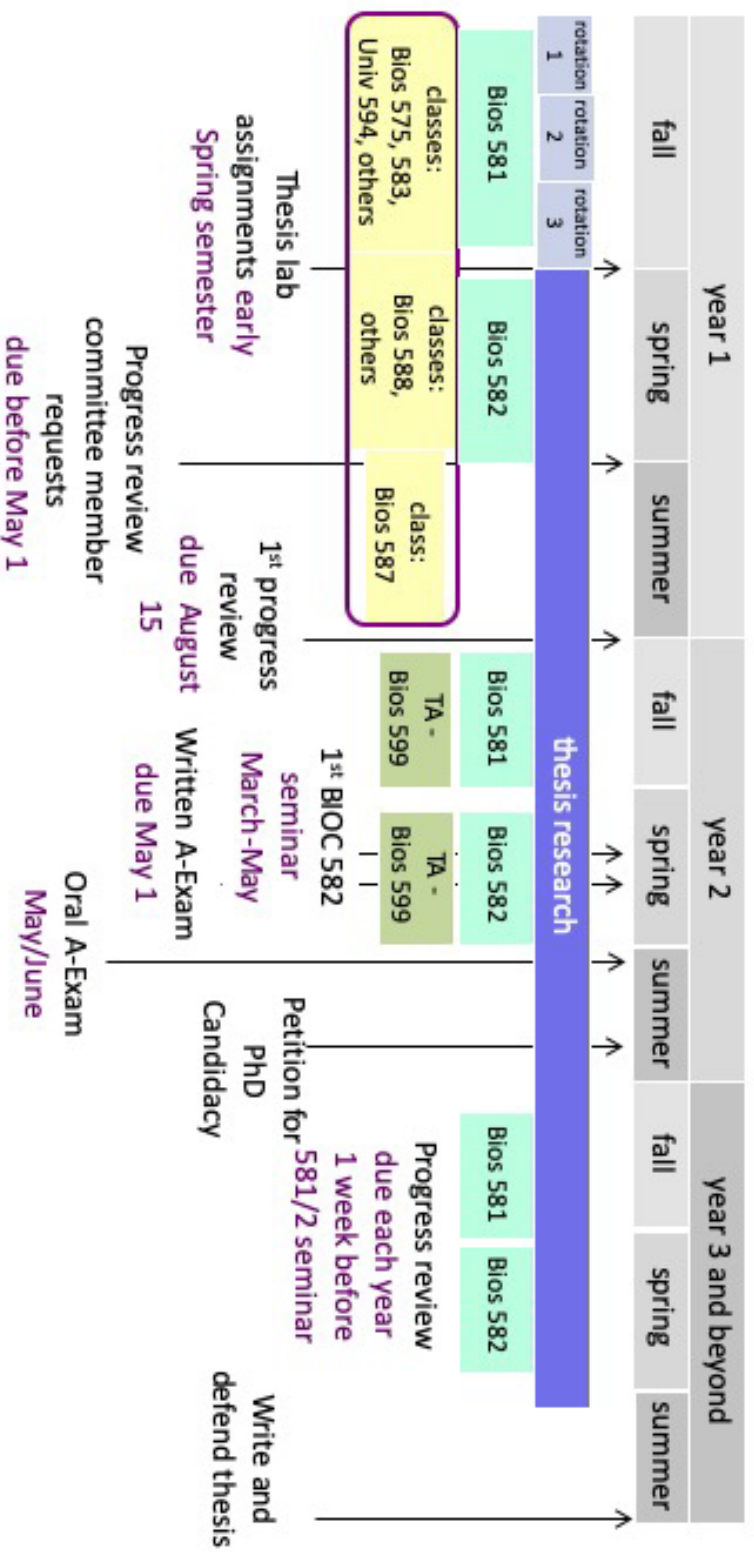 year 1
year 2
year 3 and beyond
fall
spring
summer
fall
spring
summer
fall
spring
summer
rotation
1
rotation
2
rotation
3
thesis research
Bios 581
Bios 582
Bios 581
Bios 582
Bios 581
Bios 582
classes:
Bios 575, 583,
Univ 594, others
classes:
Bios 588,
others
class:
Bios 587
TA -
Bios 599
TA -
Bios 599
Thesis lab
assignments early
Spring semester
Progress review
committee member
requests
due before May 1
1st progress
review
due August
15
1st BIOC 582
seminar
March-May
Written A-Exam
due May 1
Oral A-Exam
May/June
Petition for
PhD
Candidacy
Progress review
due each year
1 week before
581/2 seminar
Write and
defend thesis